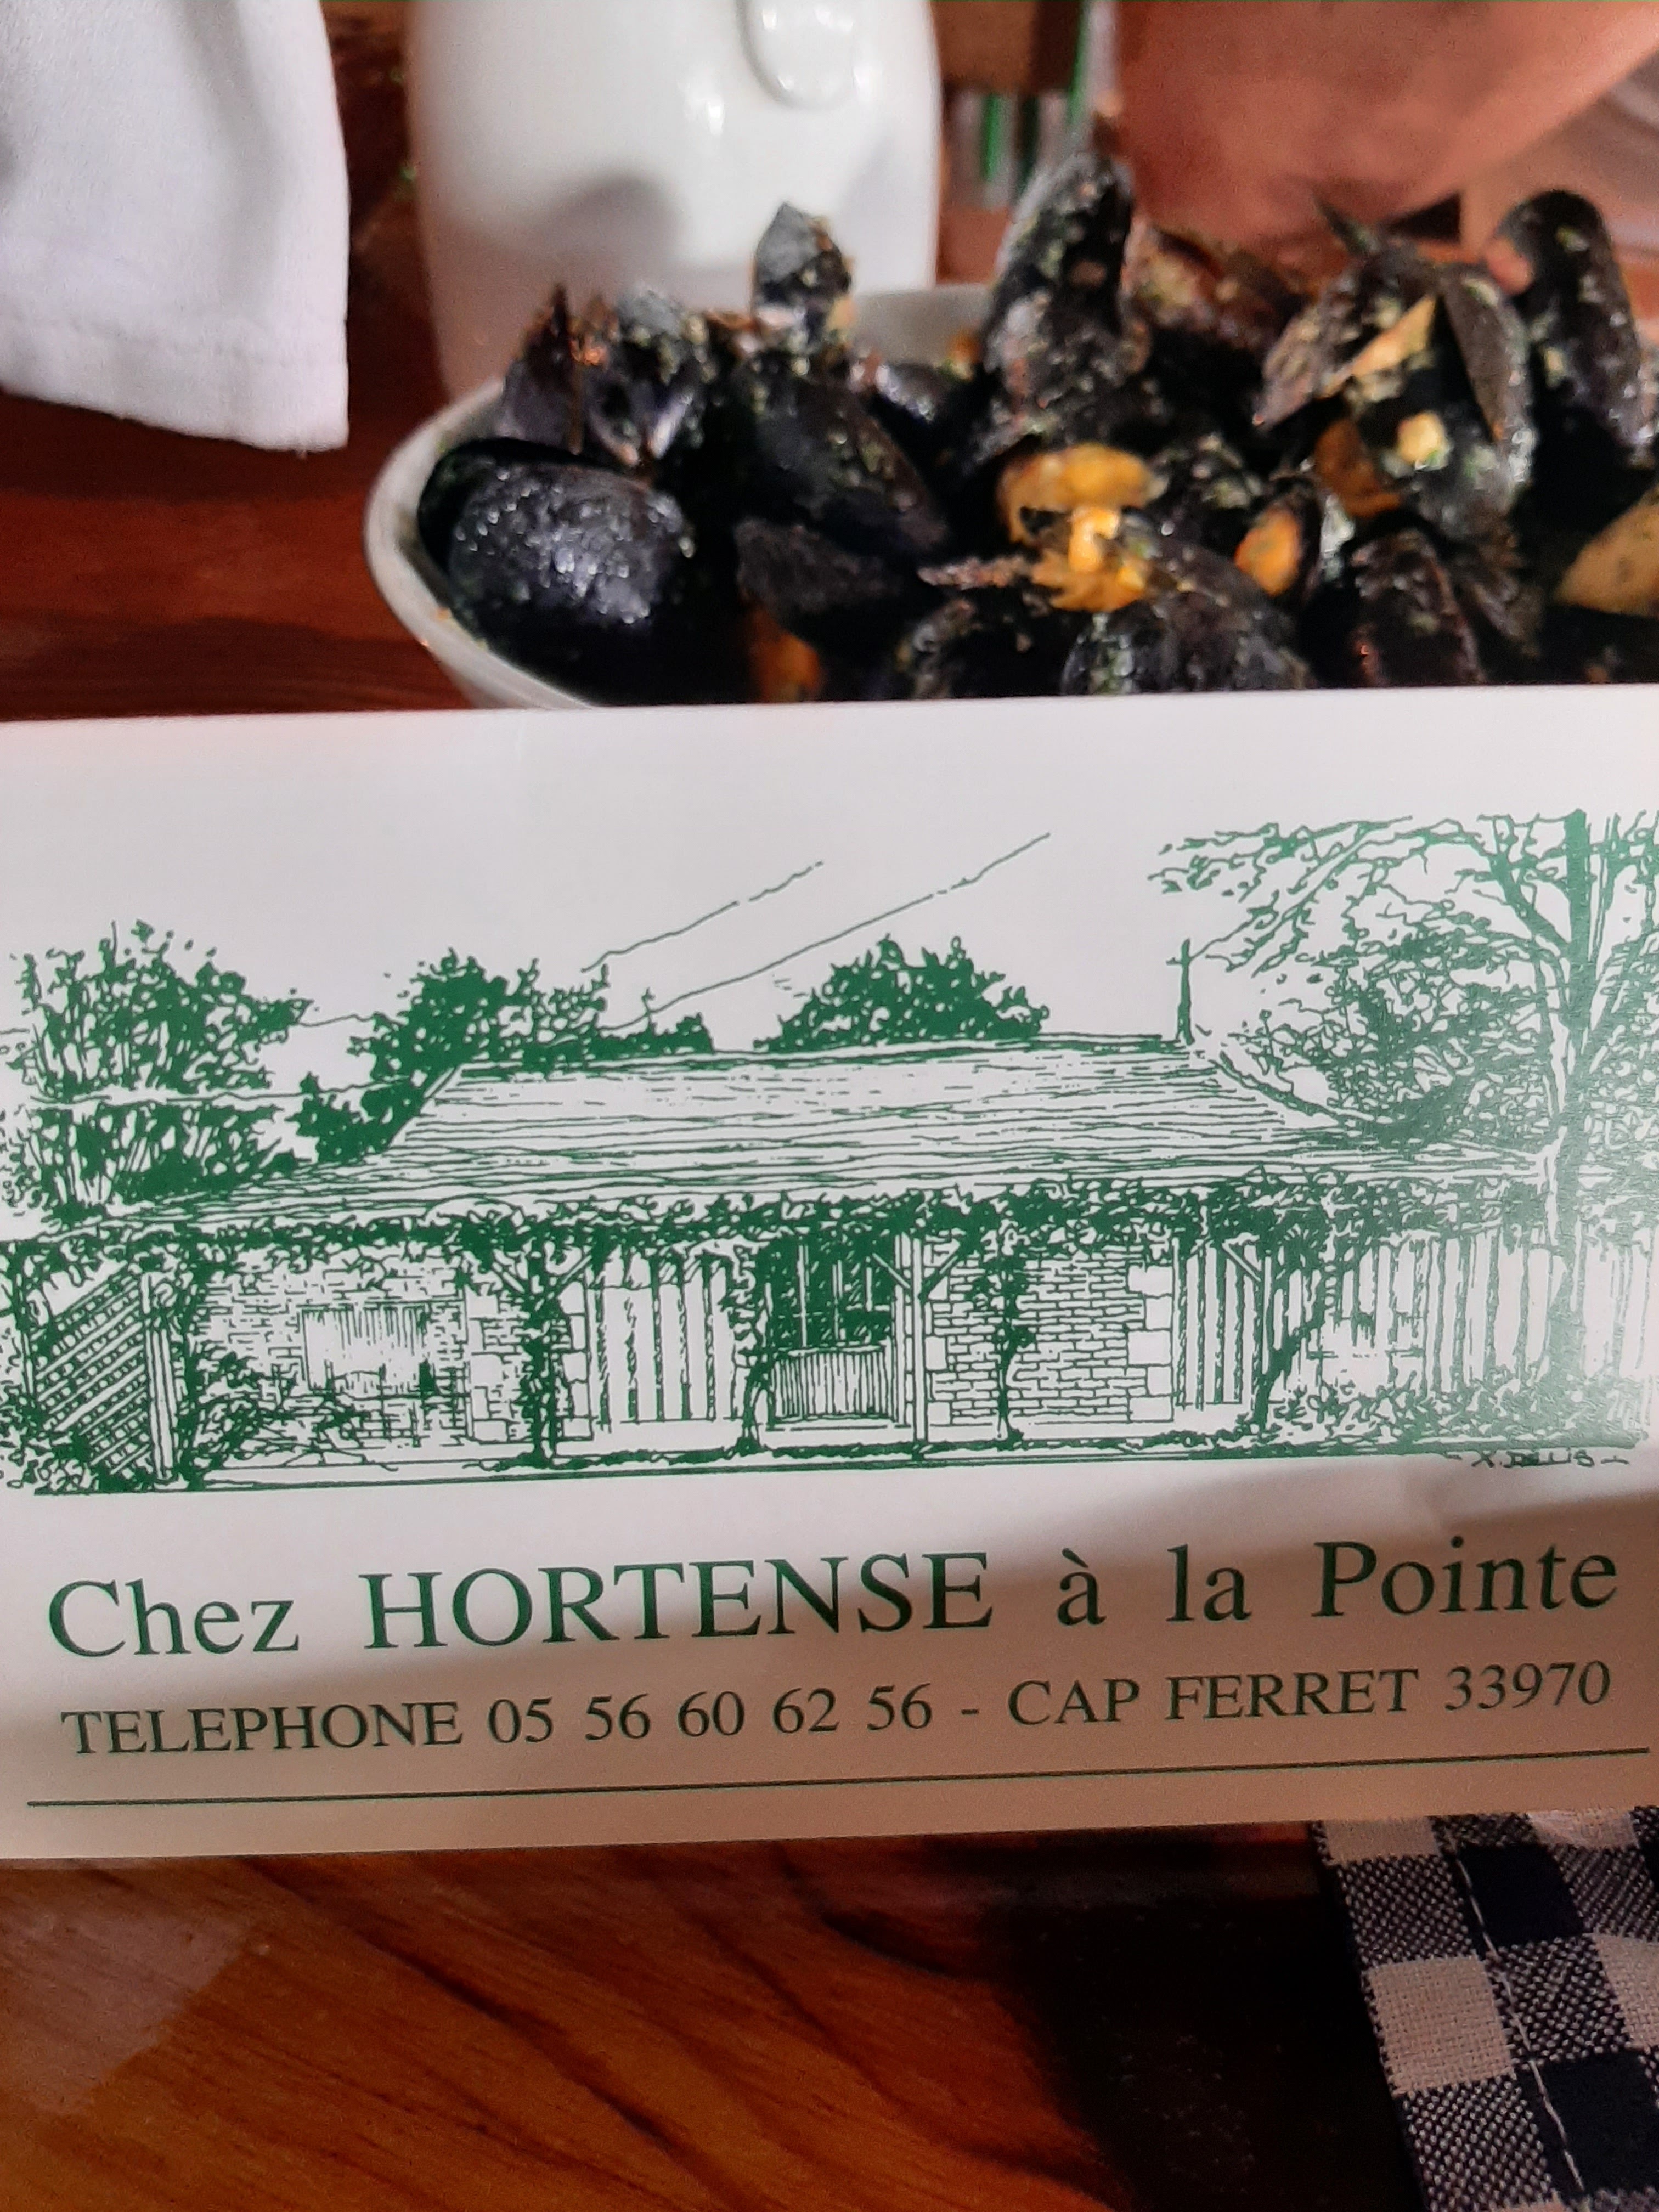 Chez HORTENSE à la Pointe
TELEPHONE 05 56 60 62 56 - CAP FERRET 33970